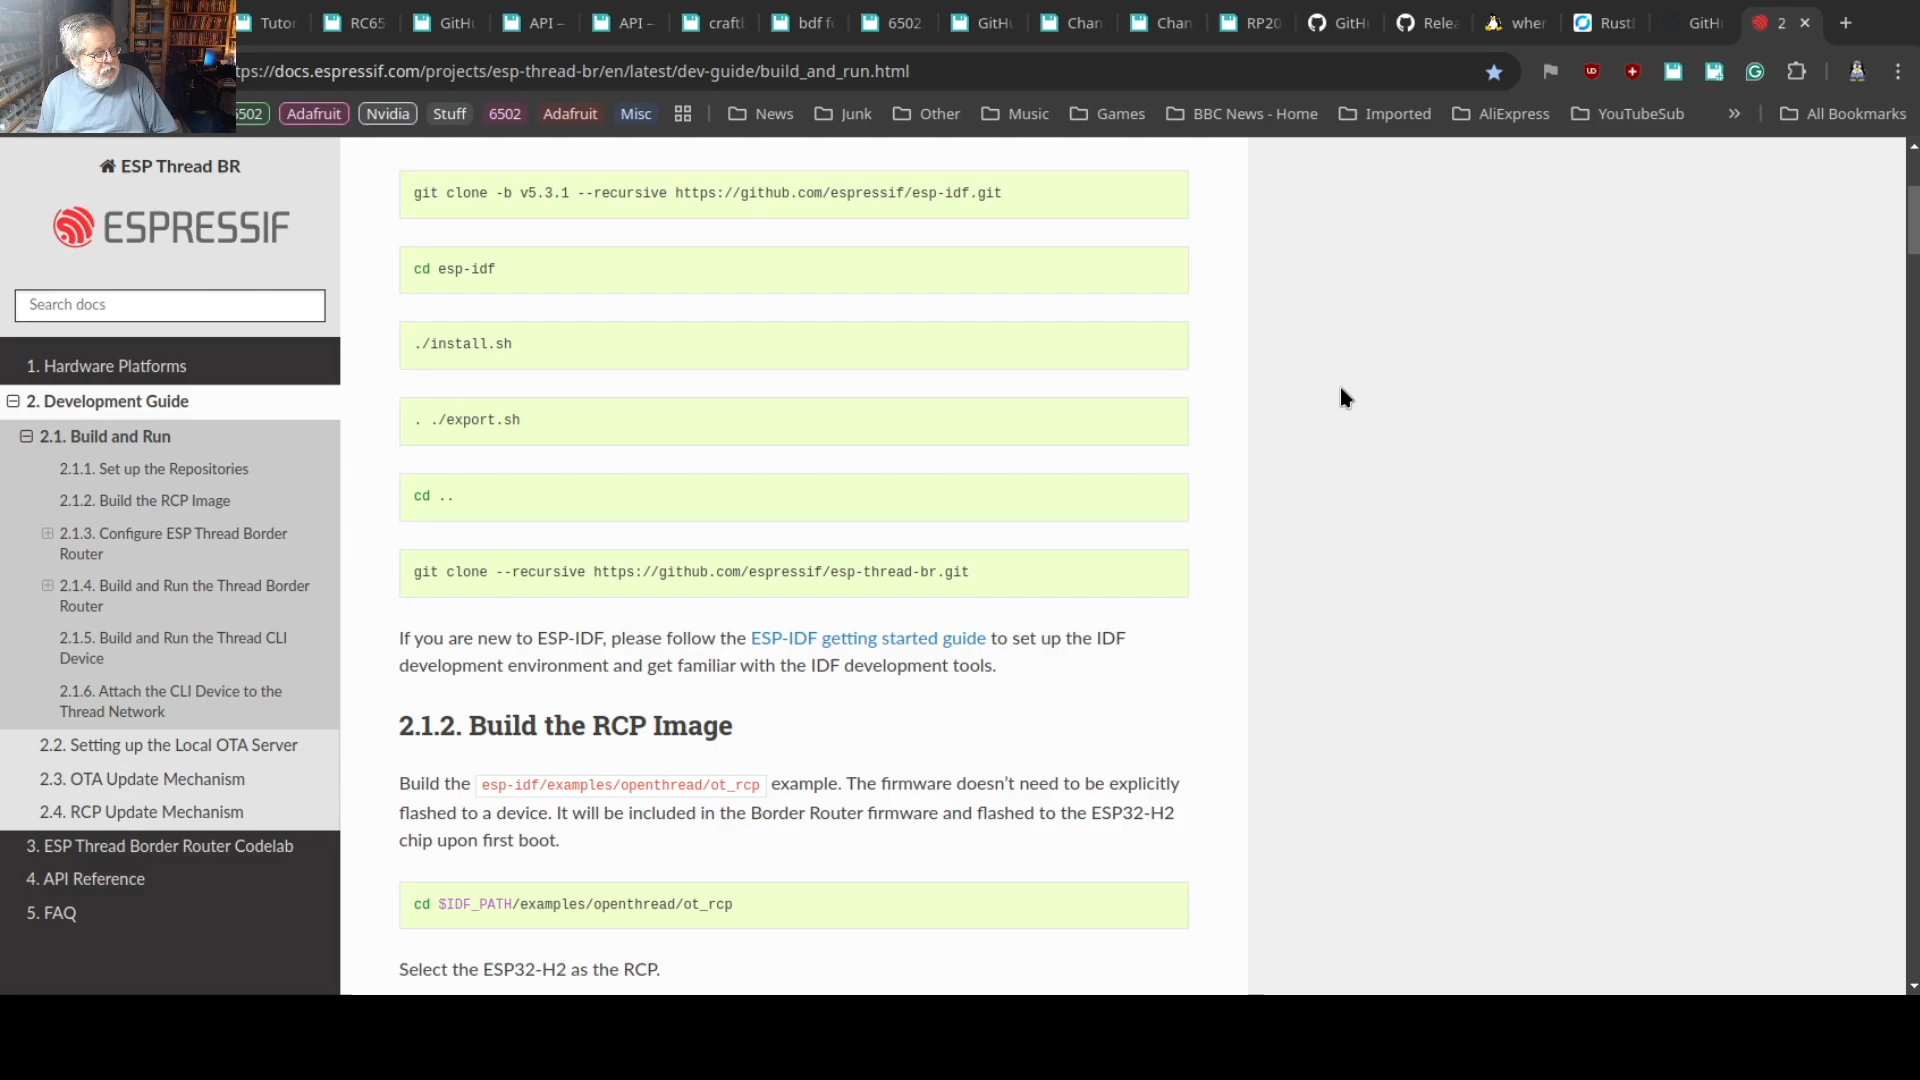 Tutor
RC65
GitHu
API –
API –
craft
bdf f
6502
GitHu
Chan
Chan
RP20
GitHu
Relea
wher
Rust
GitHu
2
ps://docs.espressif.com/projects/esp-thread-br/en/latest/dev-guide/build_and_run.html
6502
Adafruit
Nvidia
Stuff
6502
Adafruit
Misc
News
Junk
Other
Music
Games
BBC News - Home
Imported
AliExpress
YouTubeSub
All Bookmarks
ESP Thread BR
ESPRESSIF
Search docs
1. Hardware Platforms
2. Development Guide
2.1. Build and Run
2.1.1. Set up the Repositories
2.1.2. Build the RCP Image
2.1.3. Configure ESP Thread Border
Router
2.1.4. Build and Run the Thread Border
Router
2.1.5. Build and Run the Thread CLI
Device
2.1.6. Attach the CLI Device to the
Thread Network
2.2. Setting up the Local OTA Server
2.3. OTA Update Mechanism
2.4. RCP Update Mechanism
3. ESP Thread Border Router Codelab
4. API Reference
5. FAQ
git clone -b v5.3.1 --recursive https://github.com/espressif/esp-idf.git
cd esp-idf
./install.sh
. ./export.sh
cd ..
git clone --recursive https://github.com/espressif/esp-thread-br.git
If you are new to ESP-IDF, please follow the ESP-IDF getting started guide to set up the IDF
development environment and get familiar with the IDF development tools.
2.1.2. Build the RCP Image
Build the esp-idf/examples/openthread/ot_rcp example. The firmware doesn't need to be explicitly
flashed to a device. It will be included in the Border Router firmware and flashed to the ESP32-H2
chip upon first boot.
cd $IDF_PATH/examples/openthread/ot_rcp
Select the ESP32-H2 as the RCP.